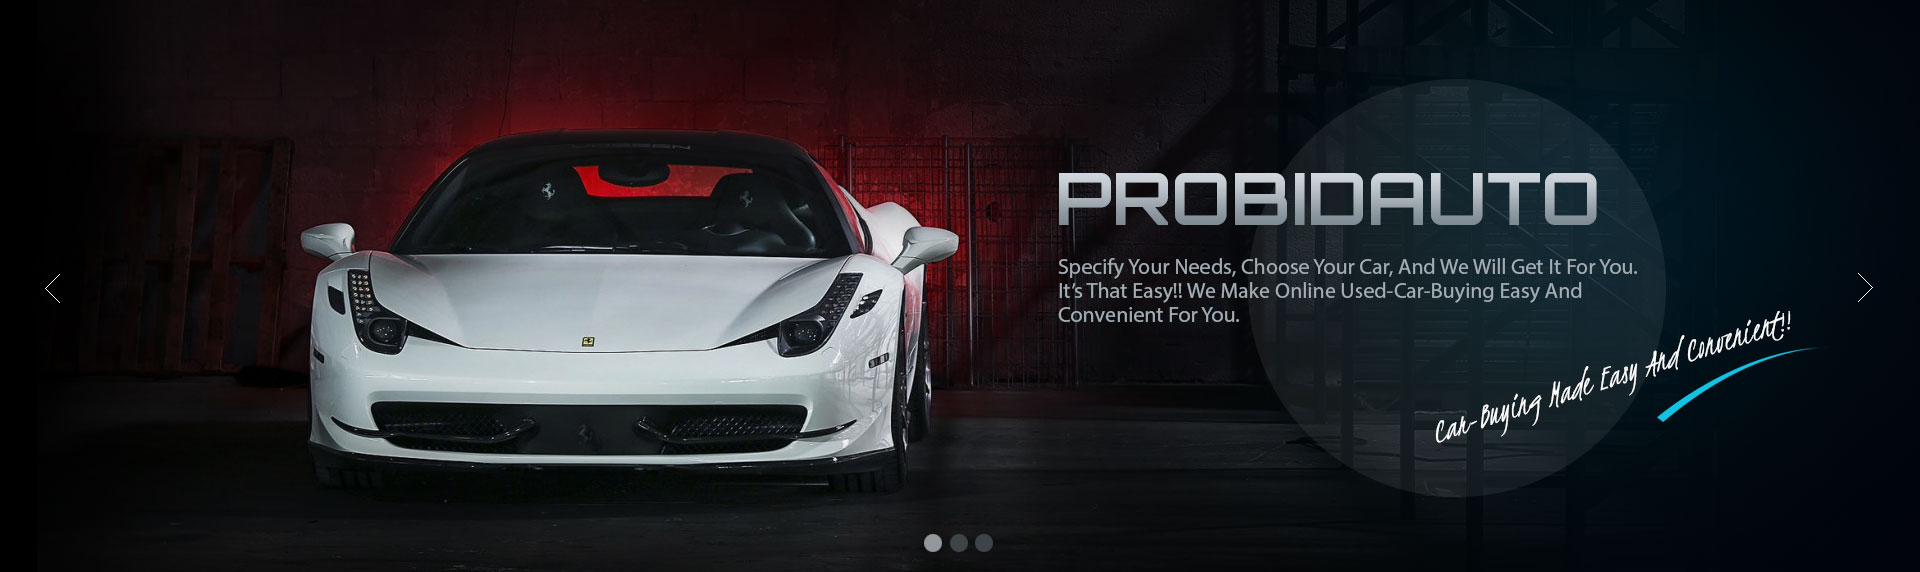 PROBIDAUTO
Specify Your Needs, Choose Your Car, And We Will Get It For You.
It's That Easy!! We Make Online Used-Car-Buying Easy And
Convenient For You.
Car-Buying Made Easy And Convenient!!